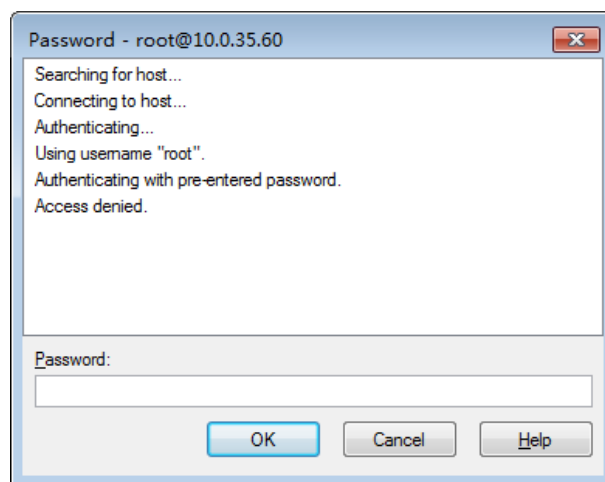 Password - root@10.0.35.60
Searching for host...
Connecting to host...
Authenticating...
Using username "root".
Authenticating with pre-entered password.
Access denied.
Password:
OK Cancel Help